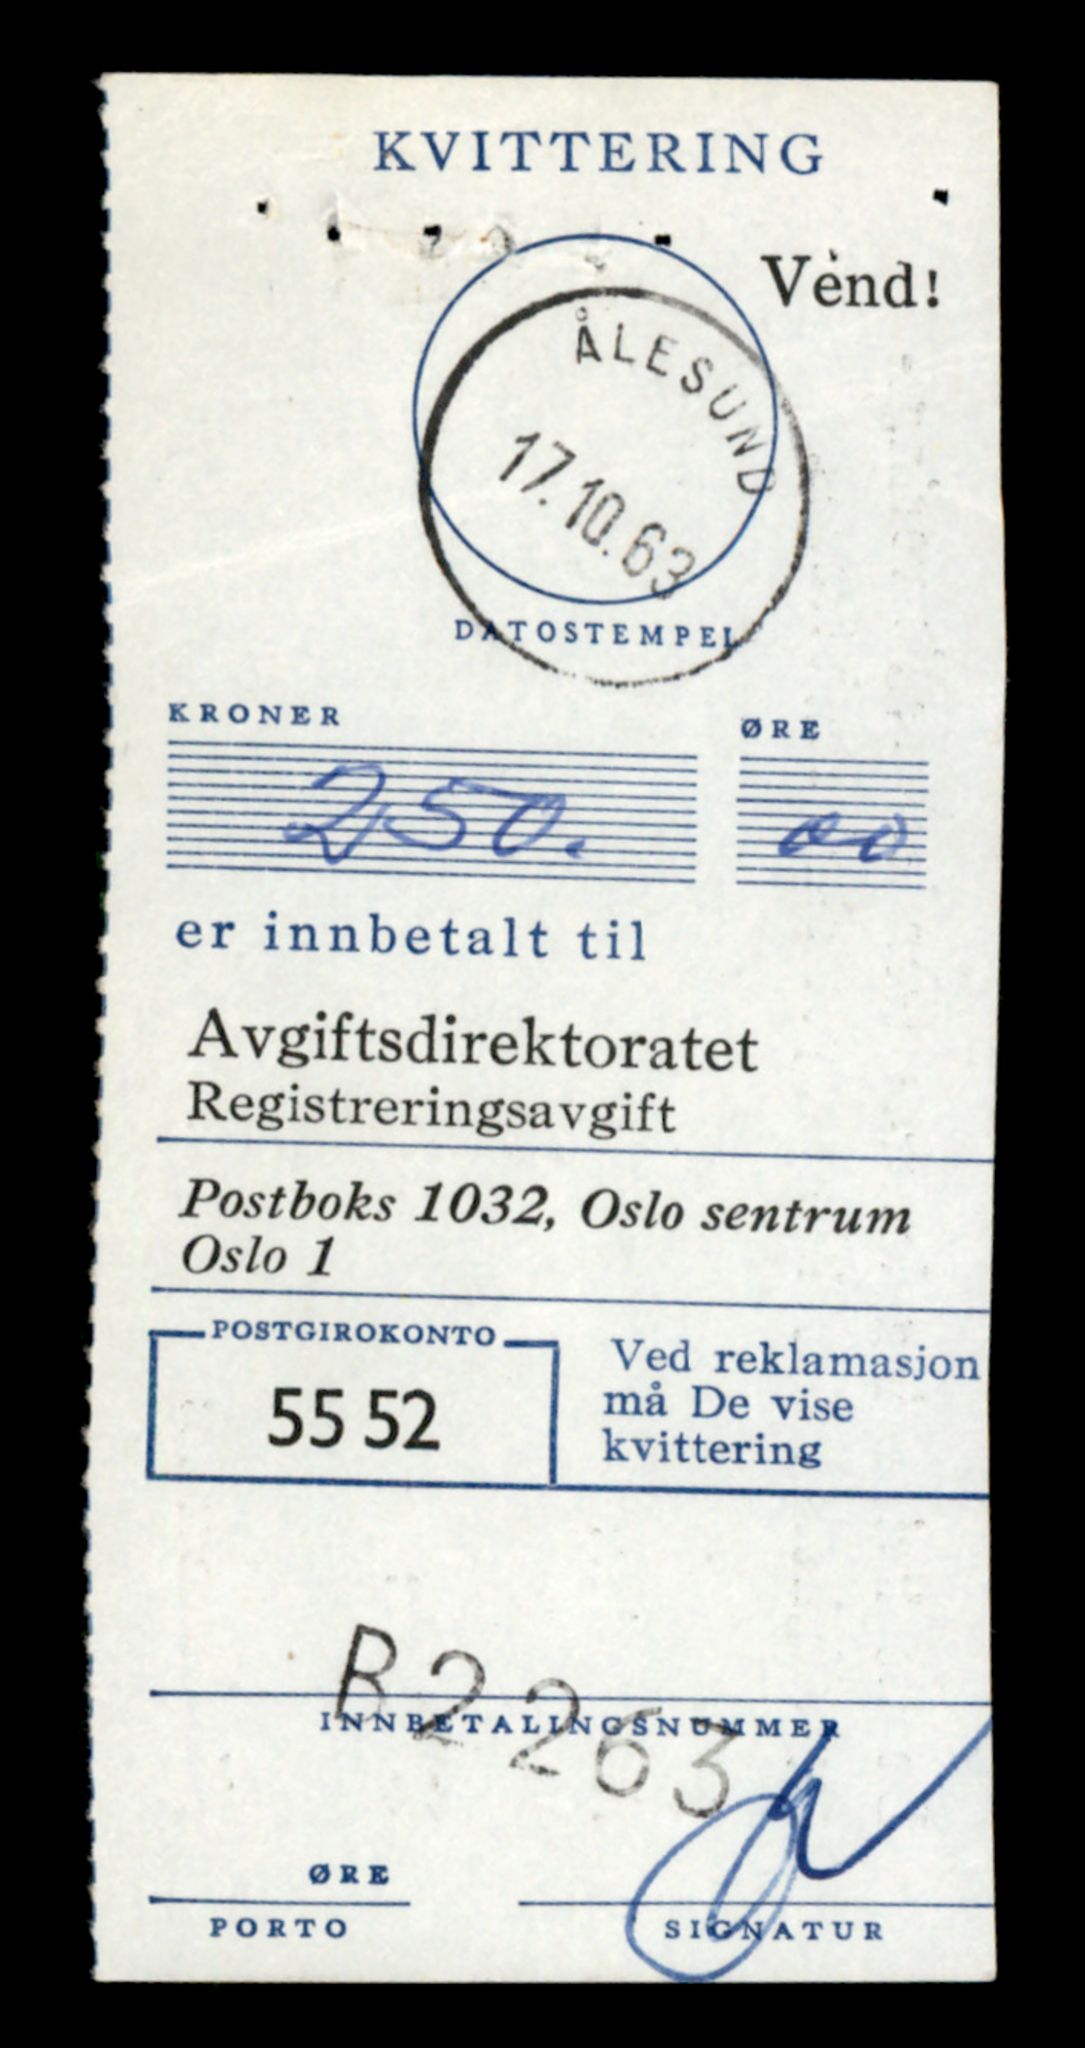 KVITTERING
Vend!
ÅLESUND
17.10.63
DATOSTEMPEL
KRONER ØRE
250. 00
er innbetalt til
Avgiftsdirektoratet
Registreringsavgift
Postboks 1032, Oslo sentrum
Oslo 1
POSTGIROKONTO
55 52
Ved reklamasjon
må De vise
kvittering
B2263
INNBETALINGSNUMMER
ØRE
PORTO
SIGNATUR